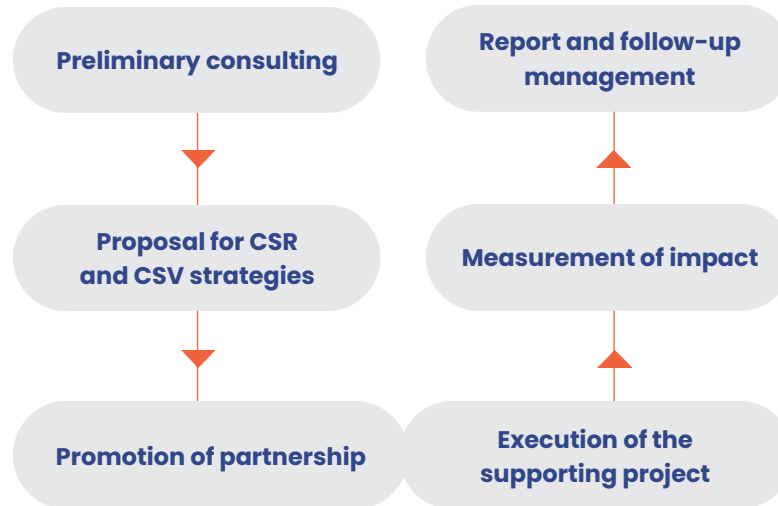 Preliminary consulting
Proposal for CSR
and CSV strategies
Promotion of partnership
Execution of the
supporting project
Measurement of impact
Report and follow-up
management